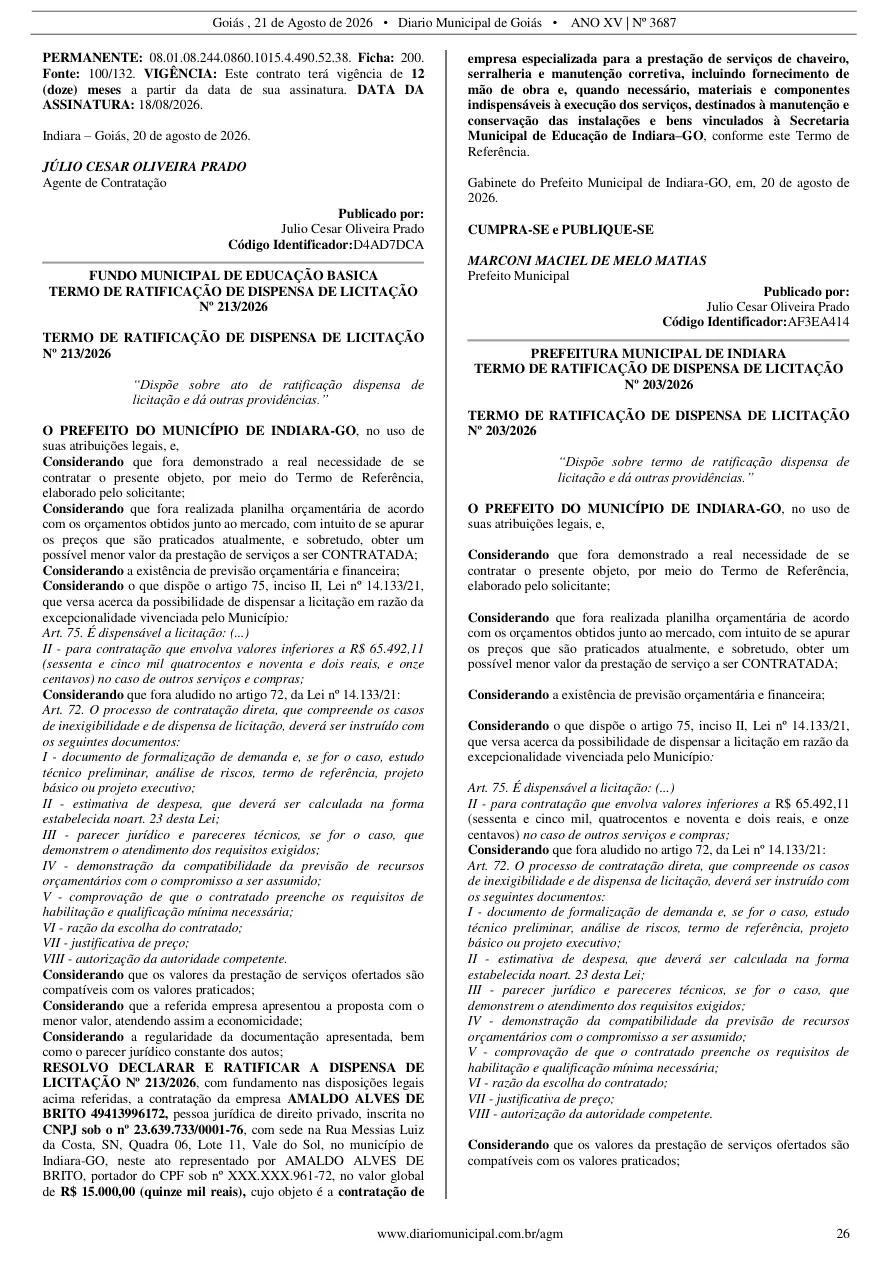 Goiás , 21 de Agosto de 2026 • Diario Municipal de Goiás • ANO XV | Nº 3687
PERMANENTE: 08.01.08.244.0860.1015.4.490.52.38. Ficha: 200.
Fonte: 100/132. VIGÊNCIA: Este contrato terá vigência de 12
(doze) meses a partir da data de sua assinatura. DATA DA
ASSINATURA: 18/08/2026.
Indiara – Goiás, 20 de agosto de 2026.
JÚLIO CESAR OLIVEIRA PRADO
Agente de Contratação
Publicado por:
Julio Cesar Oliveira Prado
Código Identificador:D4AD7DCA
FUNDO MUNICIPAL DE EDUCAÇÃO BASICA
TERMO DE RATIFICAÇÃO DE DISPENSA DE LICITAÇÃO
Nº 213/2026
TERMO DE RATIFICAÇÃO DE DISPENSA DE LICITAÇÃO
Nº 213/2026
“Dispõe sobre ato de ratificação dispensa de
licitação e dá outras providências.”
O PREFEITO DO MUNICÍPIO DE INDIARA-GO, no uso de
suas atribuições legais, e,
Considerando que fora demonstrado a real necessidade de se
contratar o presente objeto, por meio do Termo de Referência,
elaborado pelo solicitante;
Considerando que fora realizada planilha orçamentária de acordo
com os orçamentos obtidos junto ao mercado, com intuito de se apurar
os preços que são praticados atualmente, e sobretudo, obter um
possível menor valor da prestação de serviços a ser CONTRATADA;
Considerando a existência de previsão orçamentária e financeira;
Considerando o que dispõe o artigo 75, inciso II, Lei nº 14.133/21,
que versa acerca da possibilidade de dispensar a licitação em razão da
excepcionalidade vivenciada pelo Município:
Art. 75. É dispensável a licitação: (...)
II - para contratação que envolva valores inferiores a R$ 65.492,11
(sessenta e cinco mil quatrocentos e noventa e dois reais, e onze
centavos) no caso de outros serviços e compras;
Considerando que fora aludido no artigo 72, da Lei nº 14.133/21:
Art. 72. O processo de contratação direta, que compreende os casos
de inexigibilidade e de dispensa de licitação, deverá ser instruído com
os seguintes documentos:
I - documento de formalização de demanda e, se for o caso, estudo
técnico preliminar, análise de riscos, termo de referência, projeto
básico ou projeto executivo;
II - estimativa de despesa, que deverá ser calculada na forma
estabelecida noart. 23 desta Lei;
III - parecer jurídico e pareceres técnicos, se for o caso, que
demonstrem o atendimento dos requisitos exigidos;
IV - demonstração da compatibilidade da previsão de recursos
orçamentários com o compromisso a ser assumido;
V - comprovação de que o contratado preenche os requisitos de
habilitação e qualificação mínima necessária;
VI - razão da escolha do contratado;
VII - justificativa de preço;
VIII - autorização da autoridade competente.
Considerando que os valores da prestação de serviços ofertados são
compatíveis com os valores praticados;
Considerando que a referida empresa apresentou a proposta com o
menor valor, atendendo assim a economicidade;
Considerando a regularidade da documentação apresentada, bem
como o parecer jurídico constante dos autos;
RESOLVO DECLARAR E RATIFICAR A DISPENSA DE
LICITAÇÃO Nº 213/2026, com fundamento nas disposições legais
acima referidas, a contratação da empresa AMALDO ALVES DE
BRITO 49413996172, pessoa jurídica de direito privado, inscrita no
CNPJ sob o nº 23.639.733/0001-76, com sede na Rua Messias Luiz
da Costa, SN, Quadra 06, Lote 11, Vale do Sol, no município de
Indiara-GO, neste ato representado por AMALDO ALVES DE
BRITO, portador do CPF sob nº XXX.XXX.961-72, no valor global
de R$ 15.000,00 (quinze mil reais), cujo objeto é a contratação de
empresa especializada para a prestação de serviços de chaveiro,
serralheria e manutenção corretiva, incluindo fornecimento de
mão de obra e, quando necessário, materiais e componentes
indispensáveis à execução dos serviços, destinados à manutenção e
conservação das instalações e bens vinculados à Secretaria
Municipal de Educação de Indiara–GO, conforme este Termo de
Referência.
Gabinete do Prefeito Municipal de Indiara-GO, em, 20 de agosto de
2026.
CUMPRA-SE e PUBLIQUE-SE
MARCONI MACIEL DE MELO MATIAS
Prefeito Municipal
Publicado por:
Julio Cesar Oliveira Prado
Código Identificador:AF3EA414
PREFEITURA MUNICIPAL DE INDIARA
TERMO DE RATIFICAÇÃO DE DISPENSA DE LICITAÇÃO
Nº 203/2026
TERMO DE RATIFICAÇÃO DE DISPENSA DE LICITAÇÃO
Nº 203/2026
“Dispõe sobre termo de ratificação dispensa de
licitação e dá outras providências.”
O PREFEITO DO MUNICÍPIO DE INDIARA-GO, no uso de
suas atribuições legais, e,
Considerando que fora demonstrado a real necessidade de se
contratar o presente objeto, por meio do Termo de Referência,
elaborado pelo solicitante;
Considerando que fora realizada planilha orçamentária de acordo
com os orçamentos obtidos junto ao mercado, com intuito de se apurar
os preços que são praticados atualmente, e sobretudo, obter um
possível menor valor da prestação de serviço a ser CONTRATADA;
Considerando a existência de previsão orçamentária e financeira;
Considerando o que dispõe o artigo 75, inciso II, Lei nº 14.133/21,
que versa acerca da possibilidade de dispensar a licitação em razão da
excepcionalidade vivenciada pelo Município:
Art. 75. É dispensável a licitação: (...)
II - para contratação que envolva valores inferiores a R$ 65.492,11
(sessenta e cinco mil, quatrocentos e noventa e dois reais, e onze
centavos) no caso de outros serviços e compras;
Considerando que fora aludido no artigo 72, da Lei nº 14.133/21:
Art. 72. O processo de contratação direta, que compreende os casos
de inexigibilidade e de dispensa de licitação, deverá ser instruído com
os seguintes documentos:
I - documento de formalização de demanda e, se for o caso, estudo
técnico preliminar, análise de riscos, termo de referência, projeto
básico ou projeto executivo;
II - estimativa de despesa, que deverá ser calculada na forma
estabelecida noart. 23 desta Lei;
III - parecer jurídico e pareceres técnicos, se for o caso, que
demonstrem o atendimento dos requisitos exigidos;
IV - demonstração da compatibilidade da previsão de recursos
orçamentários com o compromisso a ser assumido;
V - comprovação de que o contratado preenche os requisitos de
habilitação e qualificação mínima necessária;
VI - razão da escolha do contratado;
VII - justificativa de preço;
VIII - autorização da autoridade competente.
Considerando que os valores da prestação de serviços ofertados são
compatíveis com os valores praticados;
www.diariomunicipal.com.br/agm 26